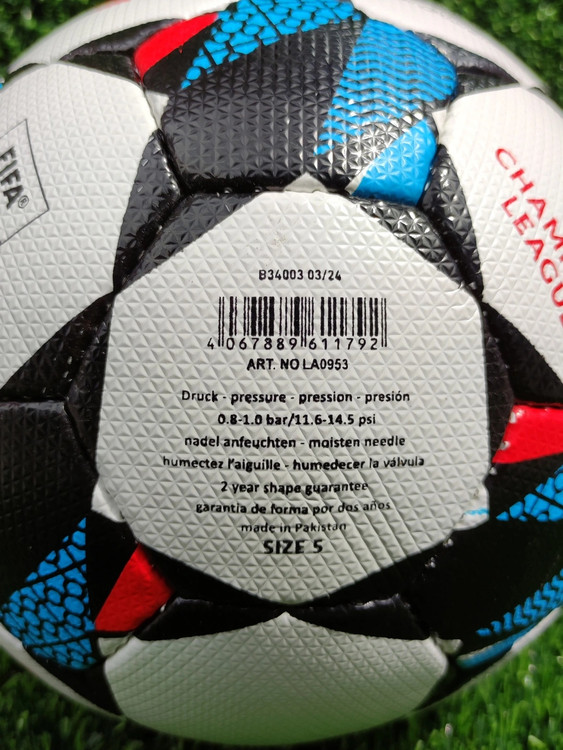 FIFA®
CHAM
LEAGU
B34003 03/24
4 067889 611792
ART. NO LA0953
Druck - pressure - pression - presión
0.8-1.0 bar/11.6-14.5 psi
nadel anfeuchten - moisten needle
humectez l'aiguille - humedecer la válvula
2 year shape guarantee
garantía de forma por dos años
made in Pakistan
SIZE 5